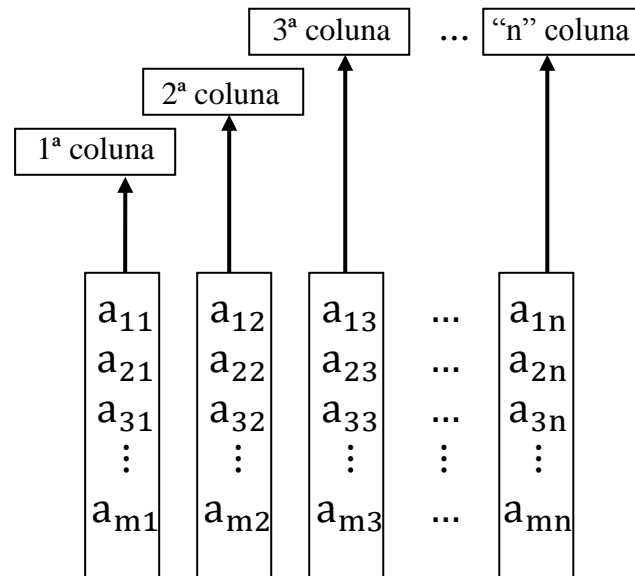 3ª coluna ... “n” coluna
2ª coluna
1ª coluna
a11 a12 a13 ... a1n
a21 a22 a23 ... a2n
a31 a32 a33 ... a3n
⋮ ⋮ ⋮ ⋮ ⋮
am1 am2 am3 ... amn